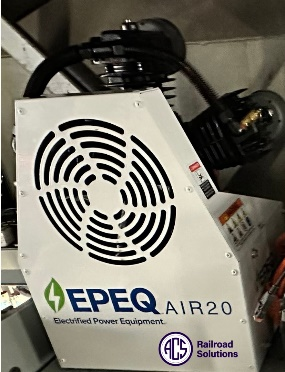 EPEQ AIR20
Electrified Power Equipment.
ACS Railroad
Solutions